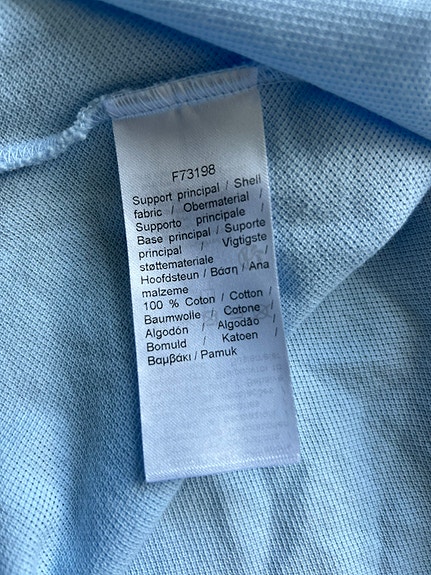 F73198
Support principal / Shell
fabric / Obermaterial /
Supporto principale /
Base principal / Suporte
principal / Vigtigste
støttemateriale /
Hoofdsteun / Βάση / Ana
malzeme
100 % Coton / Cotton /
Baumwolle / Cotone /
Algodón / Algodão /
Bomuld / Katoen /
Βαμβάκι / Pamuk